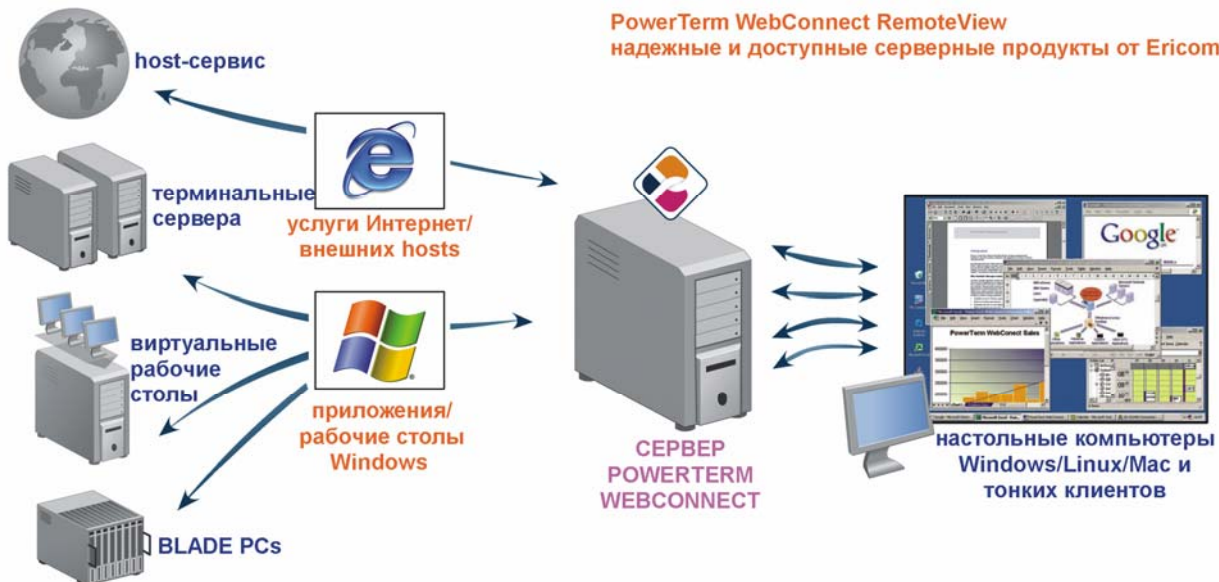 PowerTerm WebConnect RemoteView
надежные и доступные серверные продукты от Ericom
host-сервис
терминальные
сервера
услуги Интернет/
внешних hosts
виртуальные
рабочие
столы
приложения/
рабочие столы
Windows
BLADE PCs
СЕРВЕР
POWERTERM
WEBCONNECT
Google
PowerTerm WebConect Sales
настольные компьютеры
Windows/Linux/Mac и
тонких клиентов